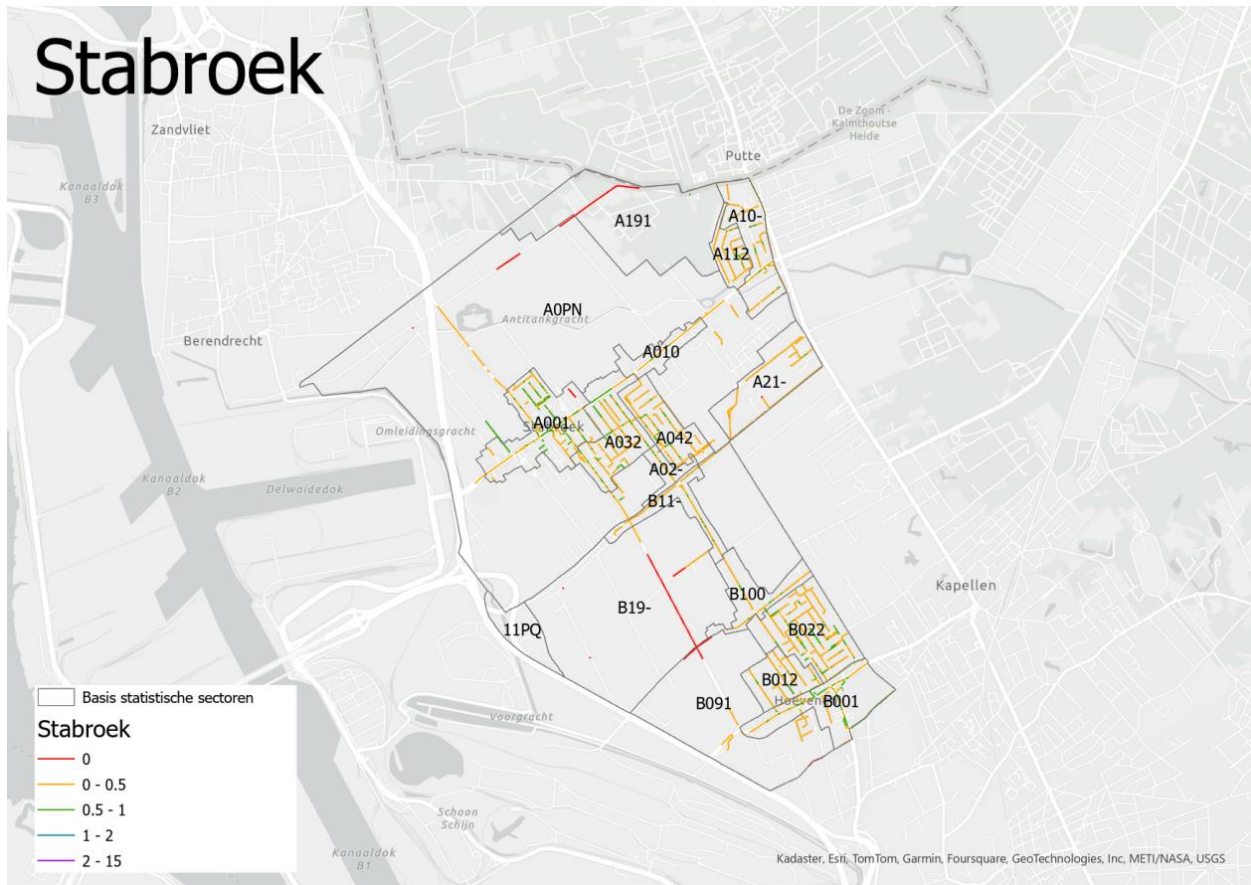 Stabroek
Zandvliet
De Zoom -
Kalmthoutse
Heide
Putte
Kanaaldok
B3
A191
A10-
A112
A0PN
Antitankgracht
Berendrecht
A010
A21-
A001
Omleidingsgracht
A032
A042
A02-
Kanaaldok
B2
Delwaidedok
B11-
Kapellen
B100
B19-
11PQ
B022
B012
B091
B001
Voorgracht
Basis statistische sectoren
Stabroek
0
0 - 0.5
0.5 - 1
1 - 2
2 - 15
Schoon
Schijn
Kanaaldok
B1
Kadaster, Esri, TomTom, Garmin, Foursquare, GeoTechnologies, Inc, METI/NASA, USGS